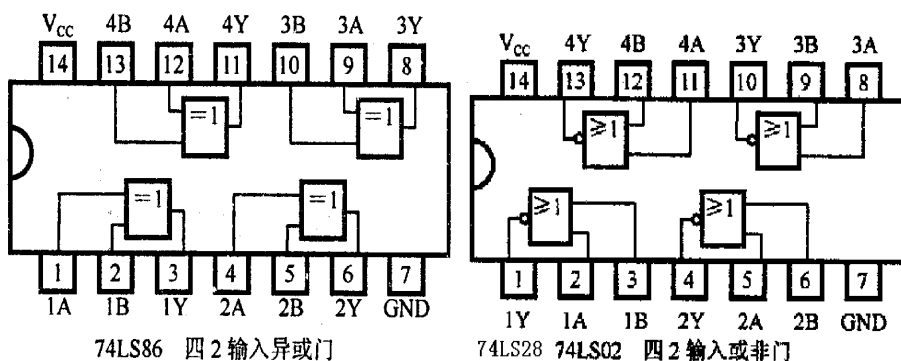 V_CC 4B 4A 4Y 3B 3A 3Y
14 13 12 11 10 9 8
=1 =1
=1 =1
1 2 3 4 5 6 7
1A 1B 1Y 2A 2B 2Y GND
74LS86 四2输入异或门
V_CC 4Y 4B 4A 3Y 3B 3A
14 13 12 11 10 9 8
≥1 ≥1
≥1 ≥1
1 2 3 4 5 6 7
1Y 1A 1B 2Y 2A 2B GND
74LS28 74LS02 四2输入或非门